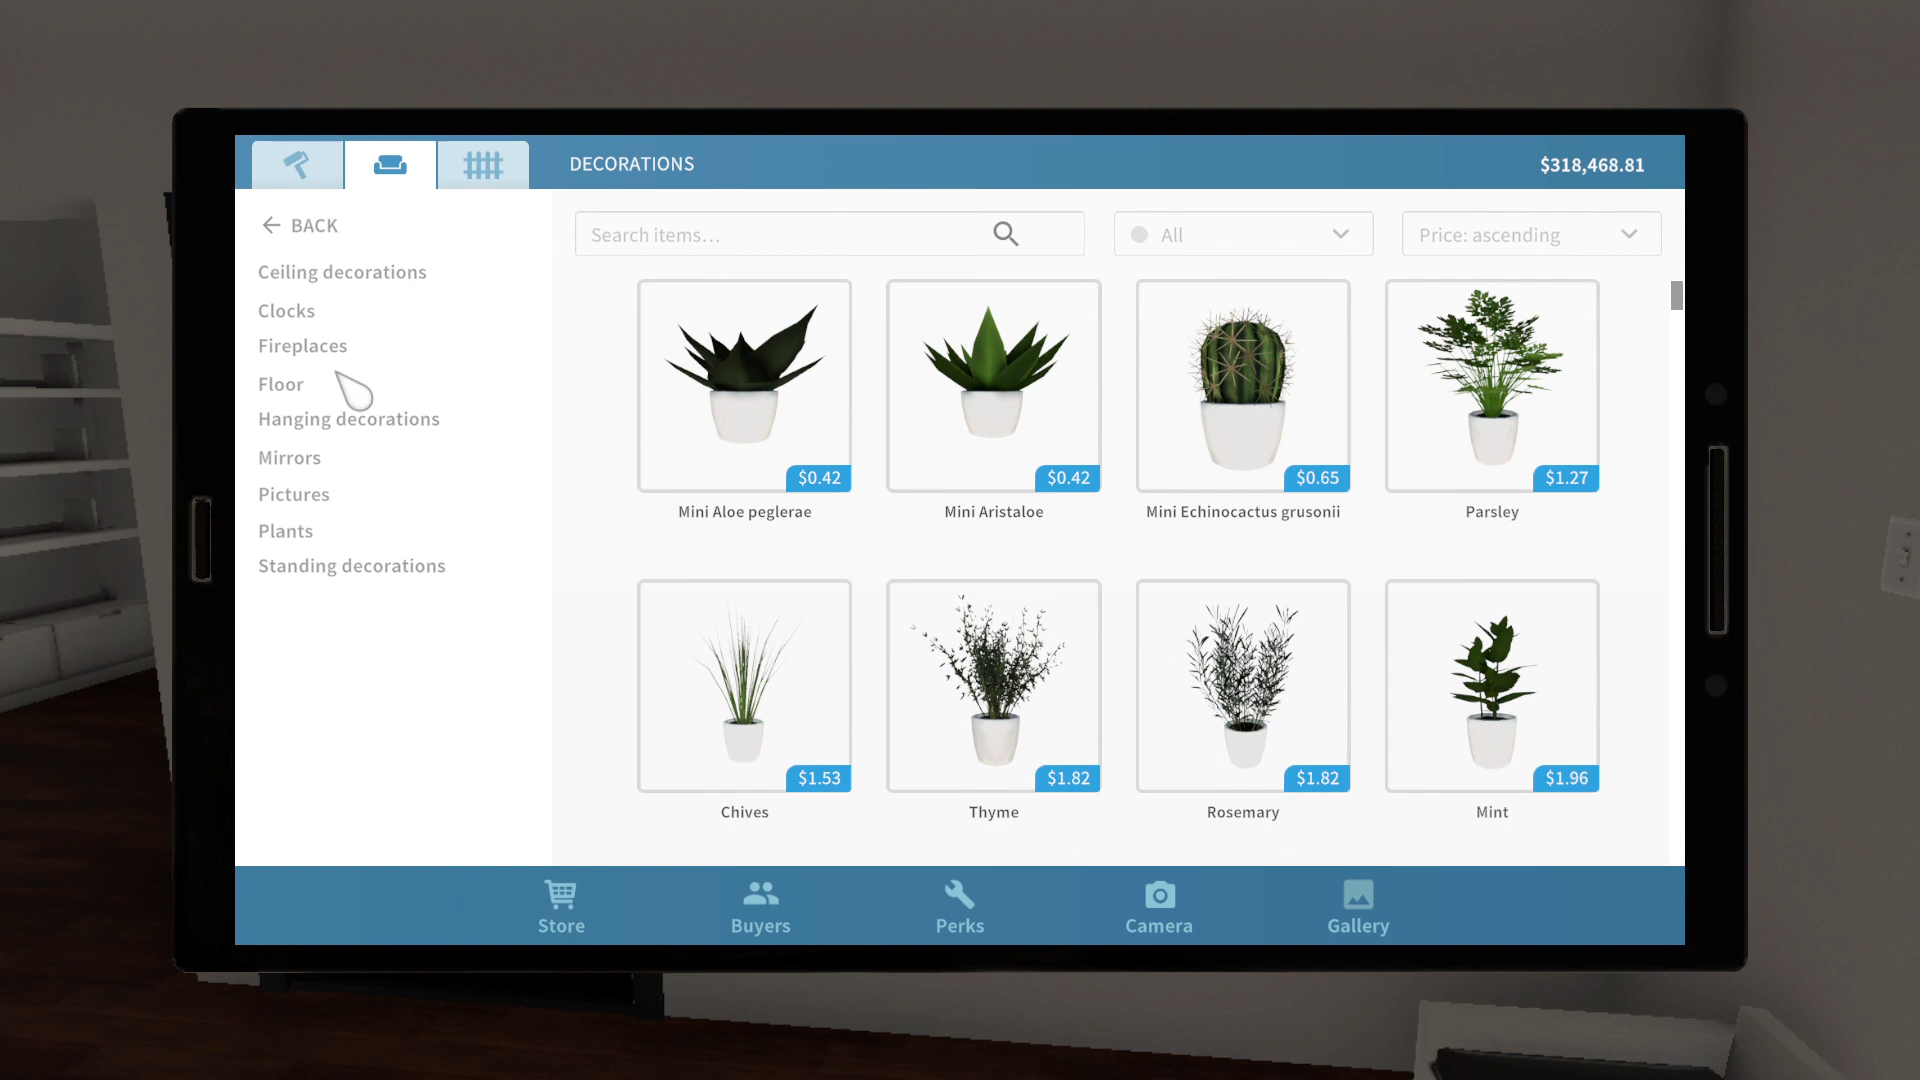 DECORATIONS
$318,468.81
BACK
Search items...
All
Price: ascending
Ceiling decorations
Clocks
Fireplaces
Floor
Hanging decorations
Mirrors
Pictures
Plants
Standing decorations
$0.42
$0.42
$0.65
$1.27
Mini Aloe peglerae
Mini Aristaloe
Mini Echinocactus grusonii
Parsley
$1.53
$1.82
$1.82
$1.96
Chives
Thyme
Rosemary
Mint
Store
Buyers
Perks
Camera
Gallery